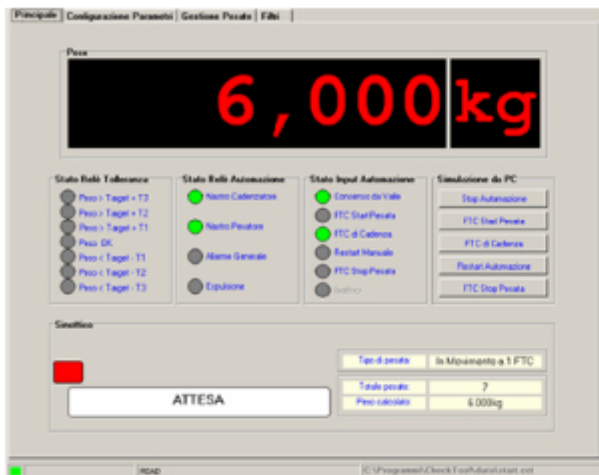 Principale Configurazione Parametri Gestione Pesate Filtri
Peso
6,000 kg
Stato Relè Tolleranza
Peso > Target + T3
Peso > Target + T2
Peso > Target + T1
Peso OK
Peso < Target - T1
Peso < Target - T2
Peso < Target - T3
Stato Relè Automazione
Nastro Cadenzatore
Nastro Pesatore
Allarme Generale
Espulsione
Stato Input Automazione
Consenso da Valle
FTC Start Pesata
FTC di Cadenza
Restart Manuale
FTC Stop Pesata
Simulazione da PC
Stop Automazione
FTC Start Pesata
FTC di Cadenza
Restart Automazione
FTC Stop Pesata
Sinottico
ATTESA
Tipo di pesata In Movimento a 1 FTC
Totale pesate: 7
Peso calcolato: 6.000kg
READ